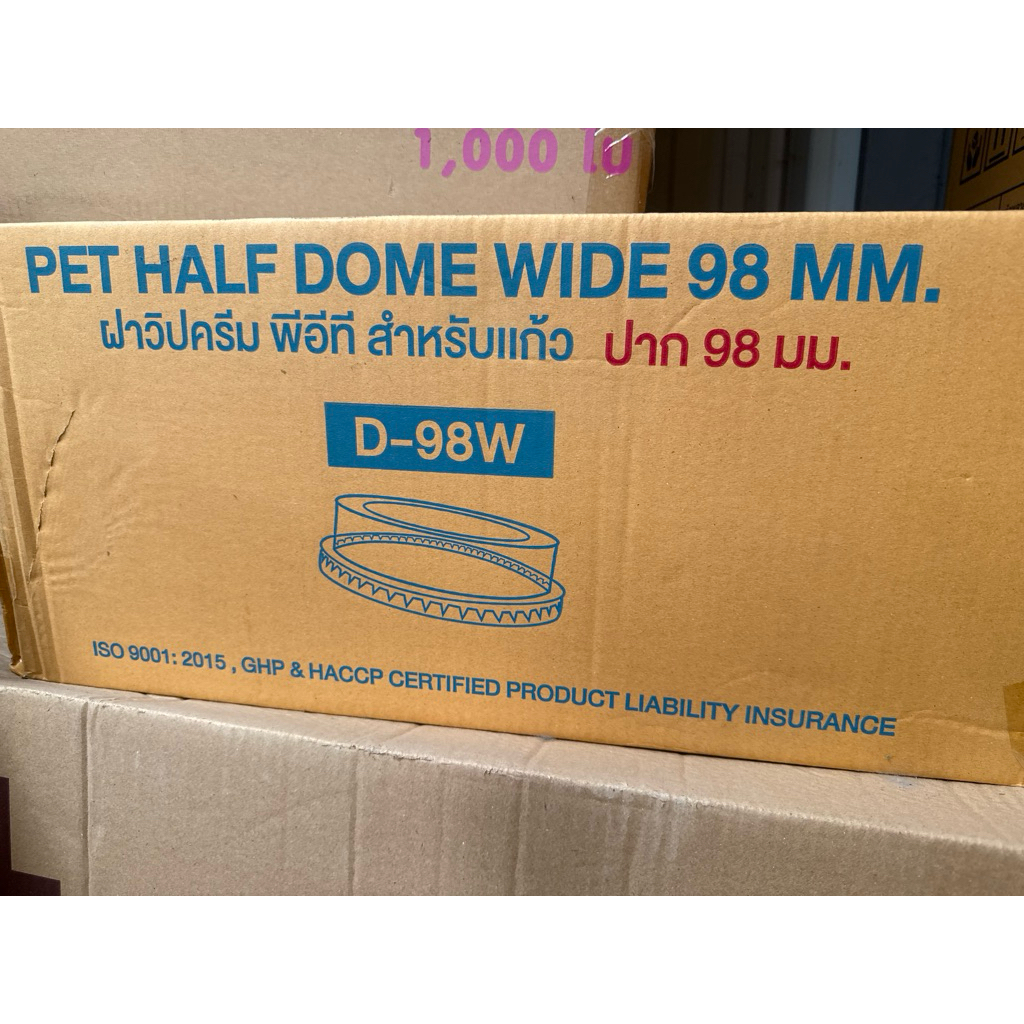 1,000 ใบ
PET HALF DOME WIDE 98 MM.
ฝาวิปครีม พีอีที สำหรับแก้ว ปาก 98 มม.
D-98W
ISO 9001: 2015 , GHP & HACCP CERTIFIED PRODUCT LIABILITY INSURANCE